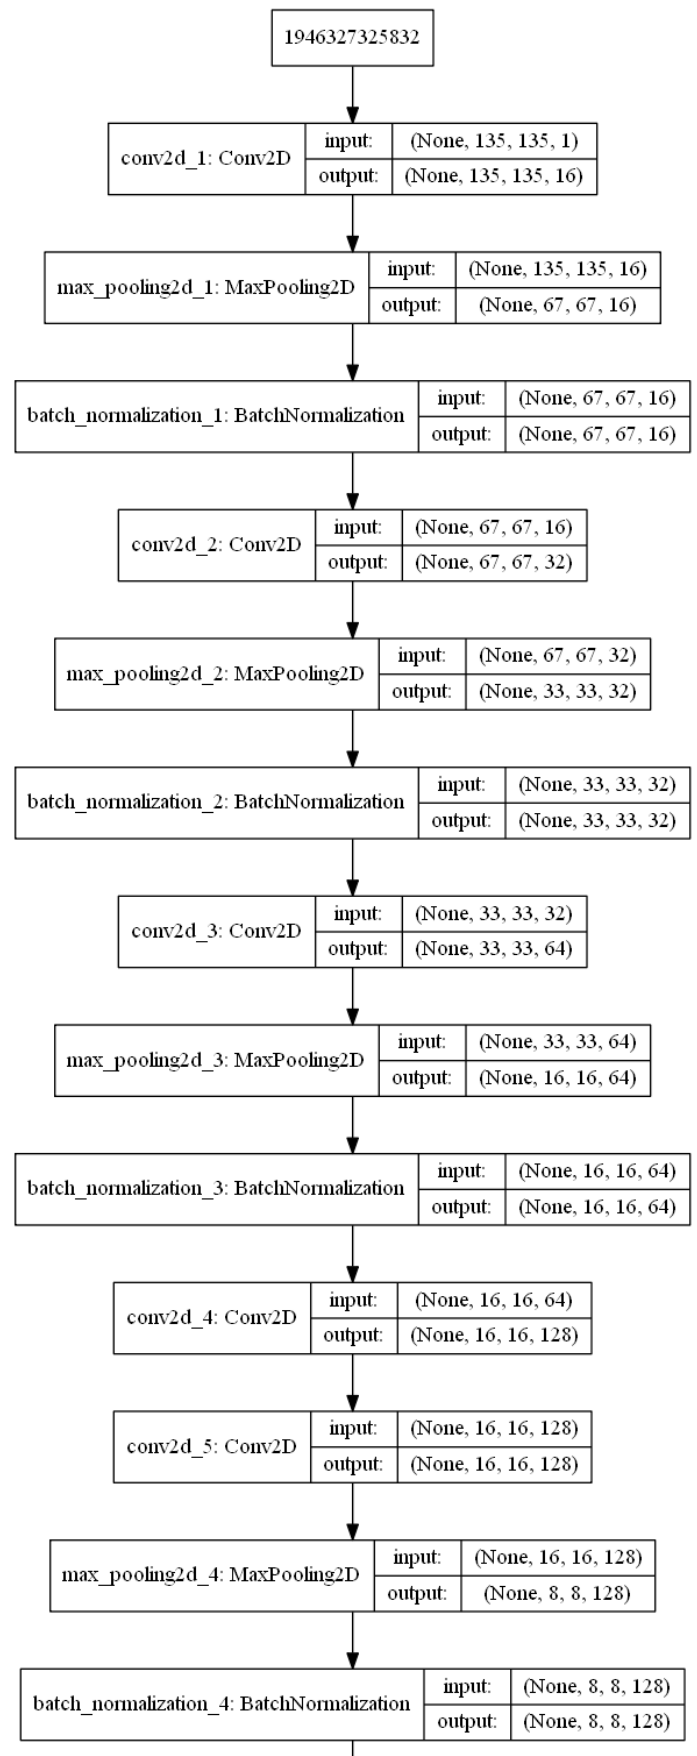 1946327325832
conv2d_1: Conv2D
input: (None, 135, 135, 1)
output: (None, 135, 135, 16)
max_pooling2d_1: MaxPooling2D
input: (None, 135, 135, 16)
output: (None, 67, 67, 16)
batch_normalization_1: BatchNormalization
input: (None, 67, 67, 16)
output: (None, 67, 67, 16)
conv2d_2: Conv2D
input: (None, 67, 67, 16)
output: (None, 67, 67, 32)
max_pooling2d_2: MaxPooling2D
input: (None, 67, 67, 32)
output: (None, 33, 33, 32)
batch_normalization_2: BatchNormalization
input: (None, 33, 33, 32)
output: (None, 33, 33, 32)
conv2d_3: Conv2D
input: (None, 33, 33, 32)
output: (None, 33, 33, 64)
max_pooling2d_3: MaxPooling2D
input: (None, 33, 33, 64)
output: (None, 16, 16, 64)
batch_normalization_3: BatchNormalization
input: (None, 16, 16, 64)
output: (None, 16, 16, 64)
conv2d_4: Conv2D
input: (None, 16, 16, 64)
output: (None, 16, 16, 128)
conv2d_5: Conv2D
input: (None, 16, 16, 128)
output: (None, 16, 16, 128)
max_pooling2d_4: MaxPooling2D
input: (None, 16, 16, 128)
output: (None, 8, 8, 128)
batch_normalization_4: BatchNormalization
input: (None, 8, 8, 128)
output: (None, 8, 8, 128)